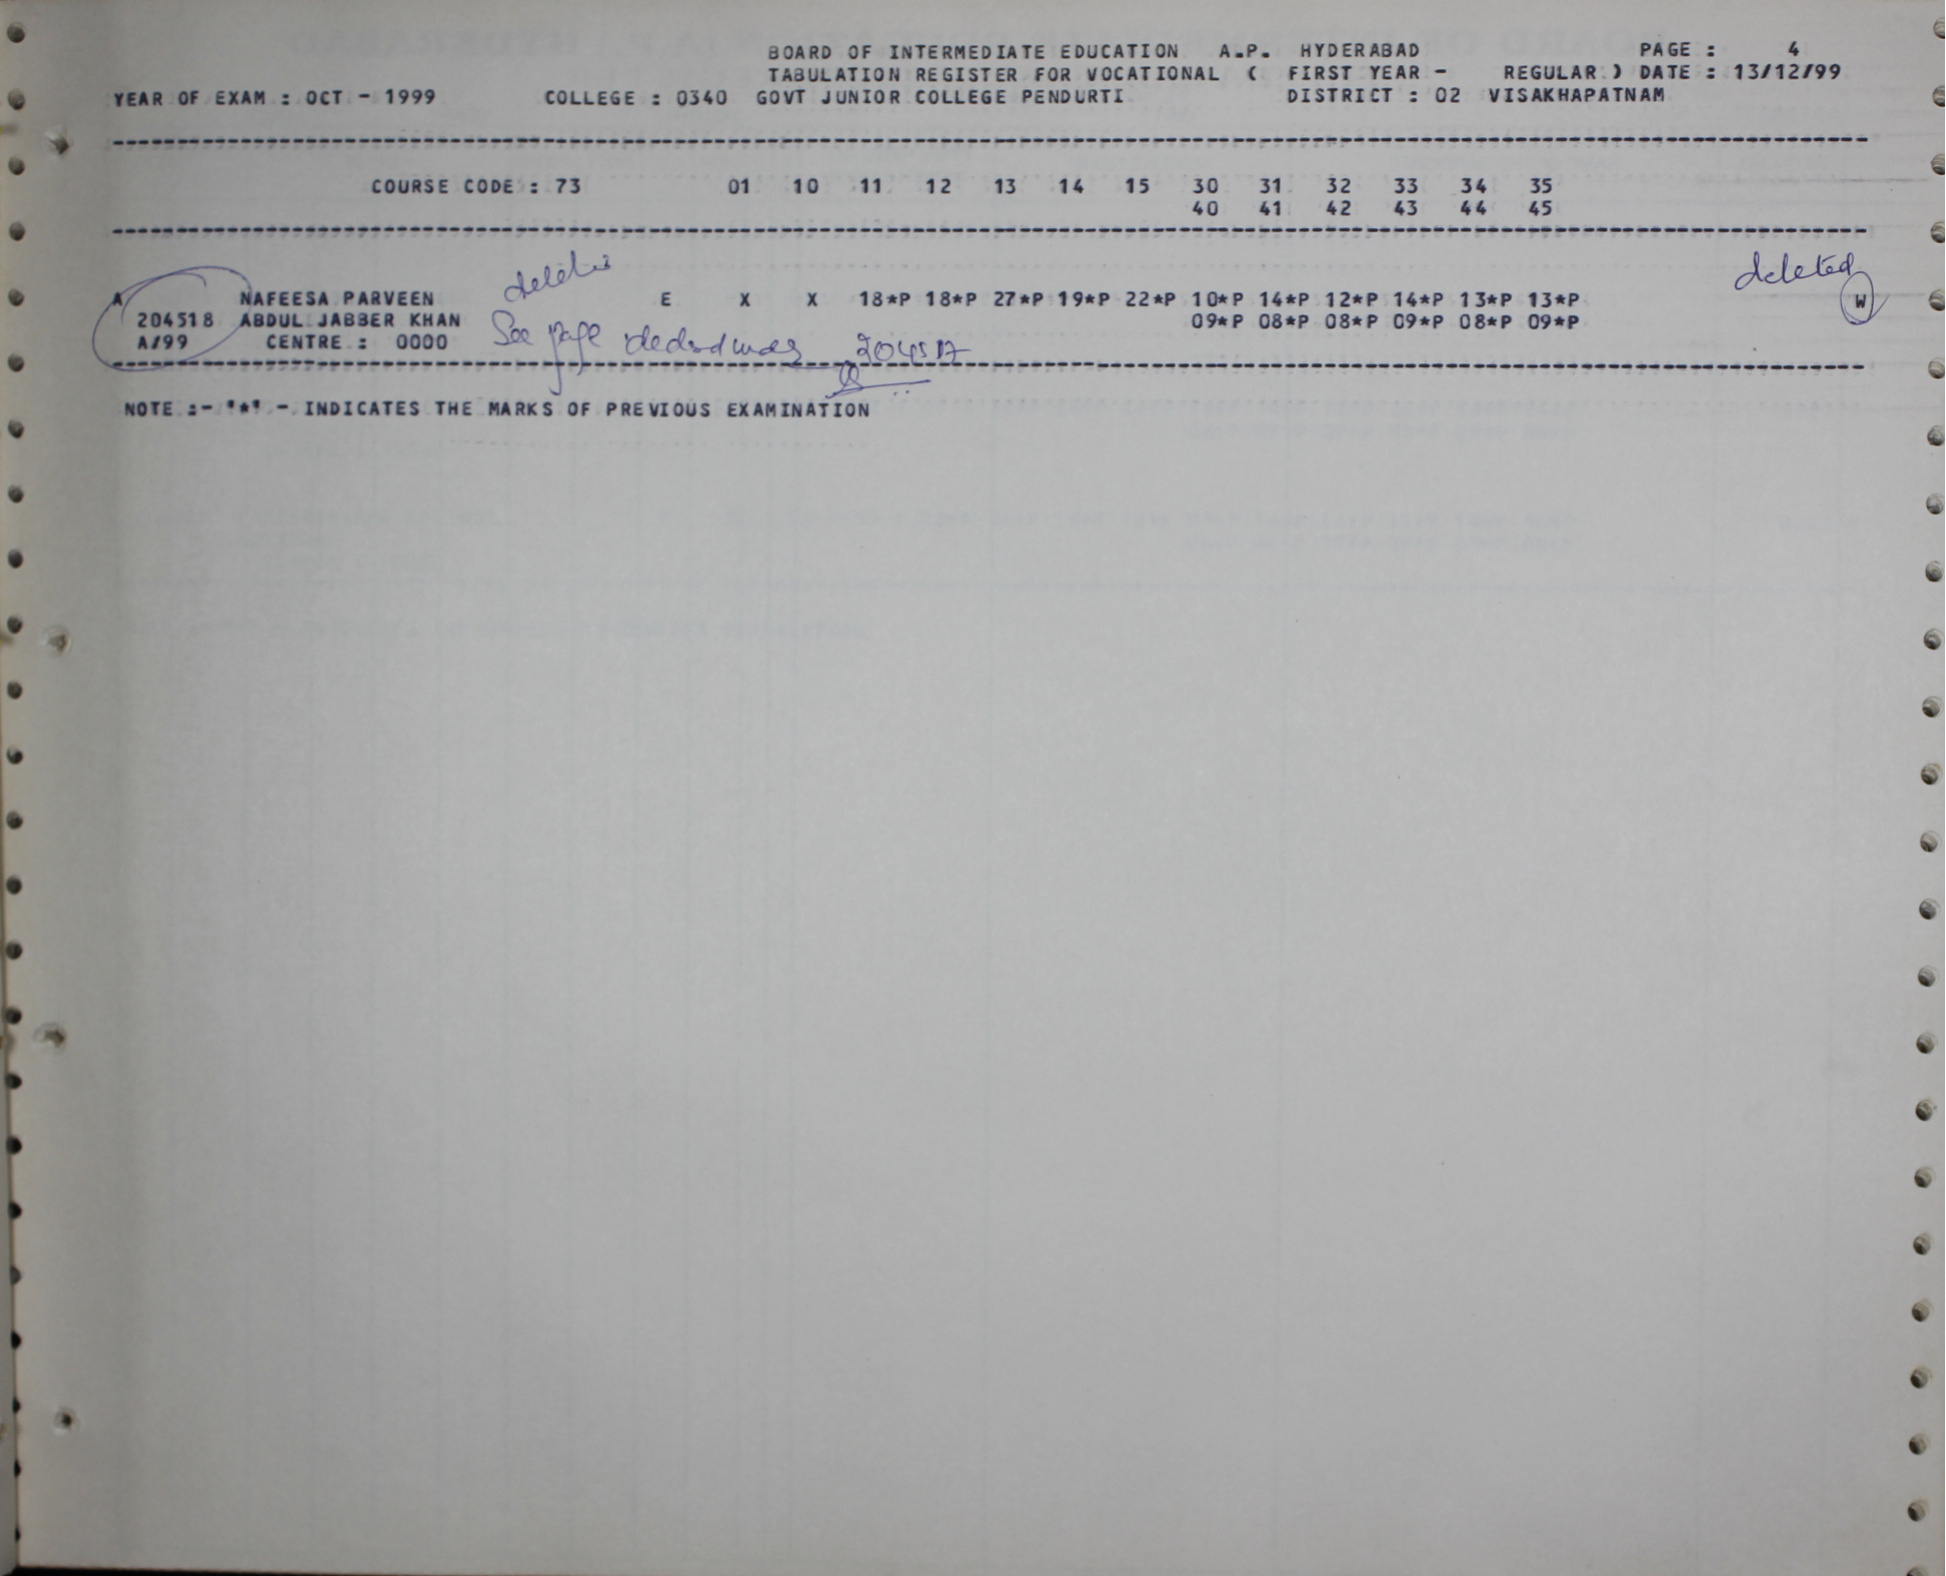 BOARD OF INTERMEDIATE EDUCATION A.P. HYDERABAD PAGE : 4
TABULATION REGISTER FOR VOCATIONAL ( FIRST YEAR - REGULAR ) DATE : 13/12/99
YEAR OF EXAM : OCT - 1999 COLLEGE : 0340 GOVT JUNIOR COLLEGE PENDURTI DISTRICT : 02 VISAKHAPATNAM
COURSE CODE : 73 01 10 11 12 13 14 15 30 31 32 33 34 35
40 41 42 43 44 45
deleted
A NAFEESA PARVEEN E X X 18*P 18*P 27*P 19*P 22*P 10*P 14*P 12*P 14*P 13*P 13*P W
204518 ABDUL JABBER KHAN 09*P 08*P 08*P 09*P 08*P 09*P
See page 204517
A/99 CENTRE : 0000
NOTE :- "*" - INDICATES THE MARKS OF PREVIOUS EXAMINATION